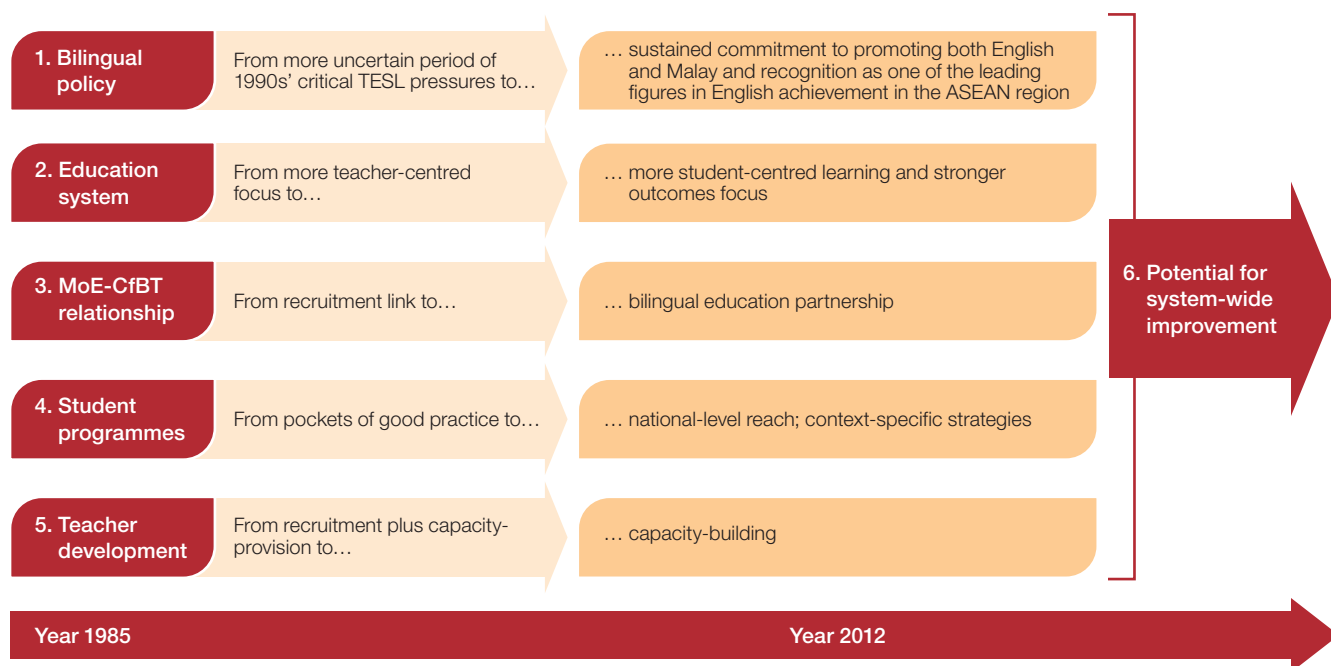 1. Bilingual
policy
From more uncertain period of
1990s' critical TESL pressures to…
… sustained commitment to promoting both English
and Malay and recognition as one of the leading
figures in English achievement in the ASEAN region
2. Education
system
From more teacher-centred
focus to…
… more student-centred learning and stronger
outcomes focus
3. MoE-CfBT
relationship
From recruitment link to…
… bilingual education partnership
4. Student
programmes
From pockets of good practice to…
… national-level reach; context-specific strategies
5. Teacher
development
From recruitment plus capacity-
provision to…
… capacity-building
6. Potential for
system-wide
improvement
Year 1985
Year 2012